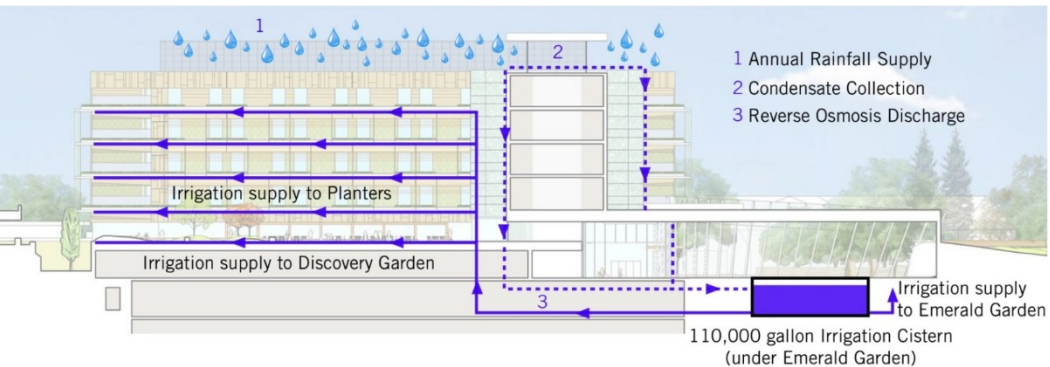 1
2
1 Annual Rainfall Supply
2 Condensate Collection
3 Reverse Osmosis Discharge
Irrigation supply to Planters
Irrigation supply to Discovery Garden
3
Irrigation supply
to Emerald Garden
110,000 gallon Irrigation Cistern
(under Emerald Garden)